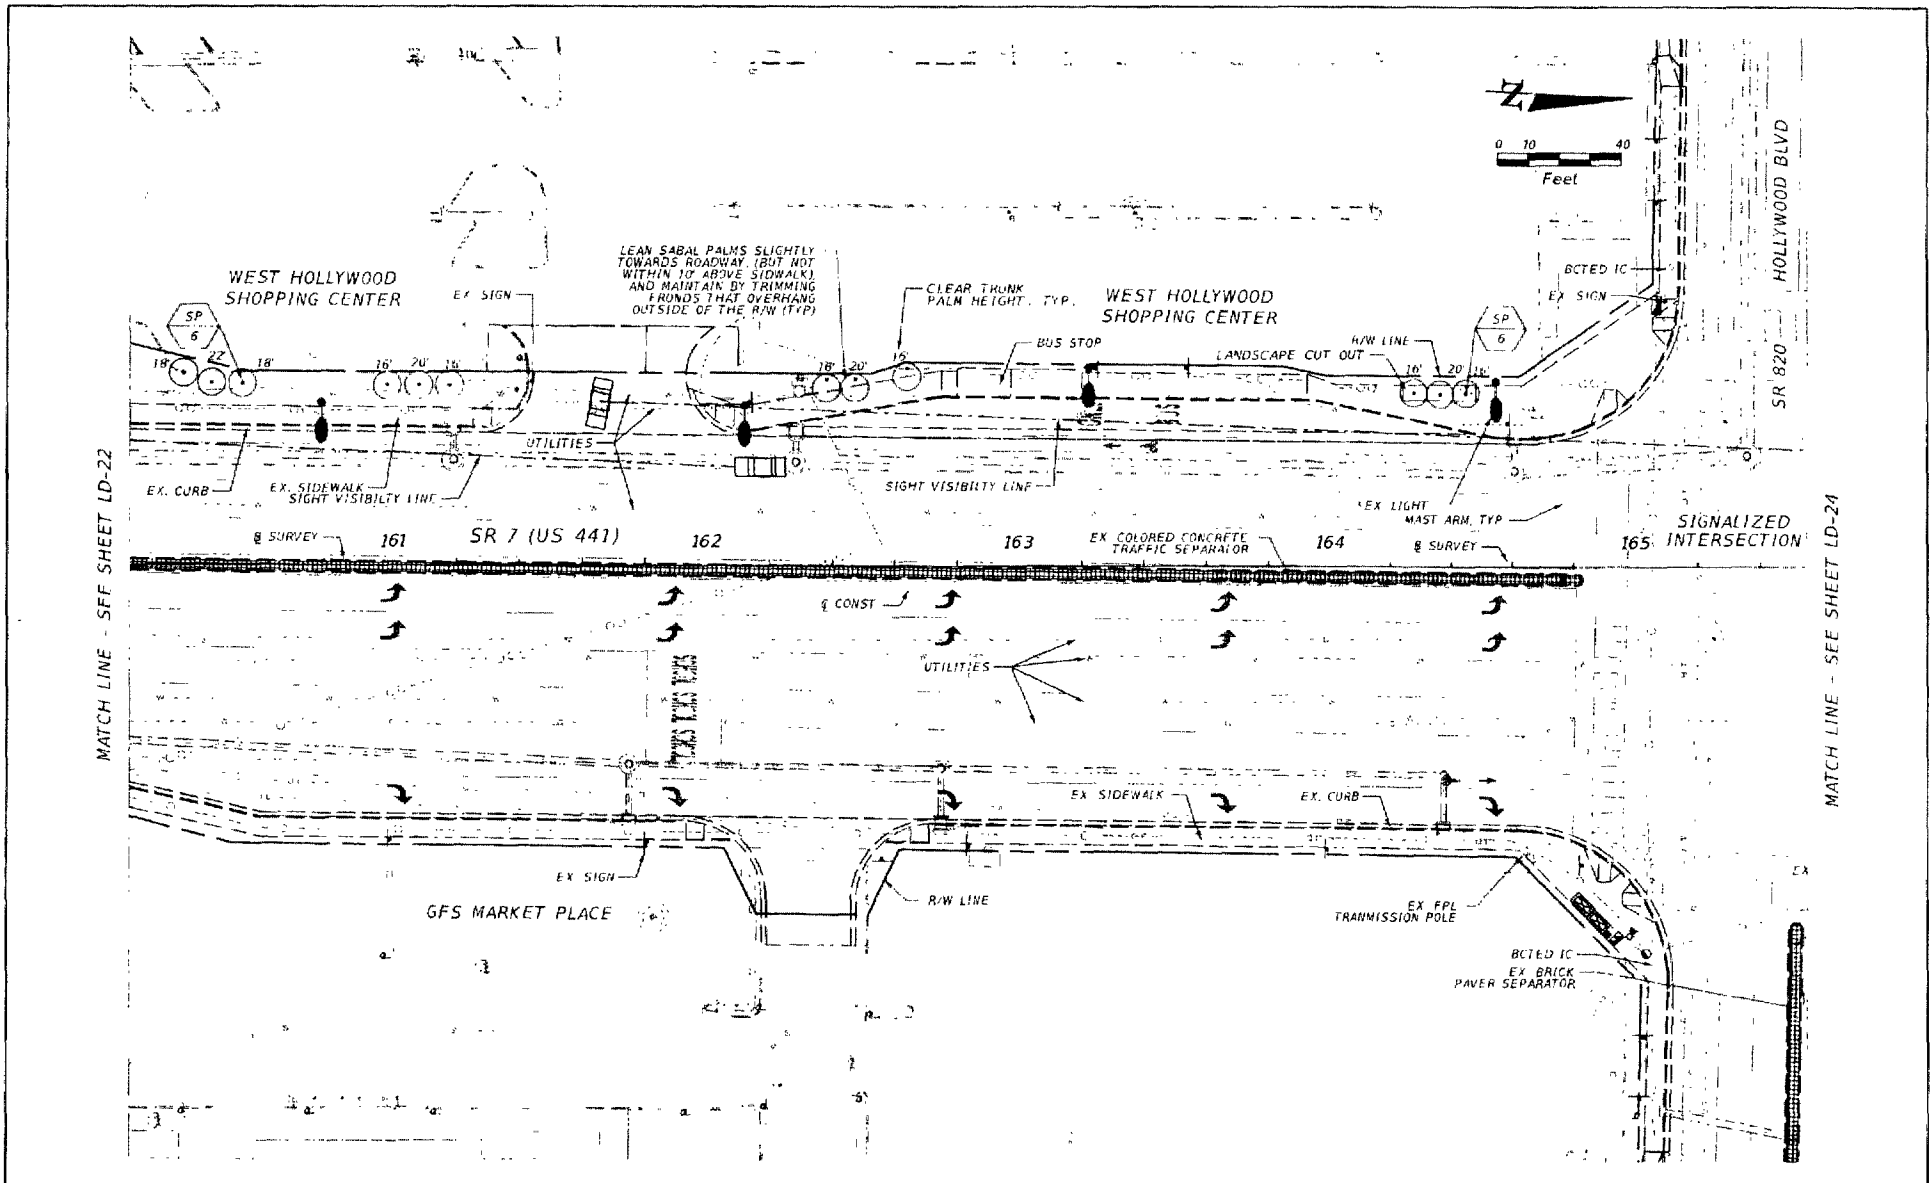 Z
0 10 40
Feet
HOLLYWOOD BLVD
SR 820
LEAN SABAL PALMS SLIGHTLY
TOWARDS ROADWAY, (BUT NOT
WITHIN 10' ABOVE SIDWALK)
AND MAINTAIN BY TRIMMING
FRONDS THAT OVERHANG
OUTSIDE OF THE R/W (TYP)
WEST HOLLYWOOD
SHOPPING CENTER
EX SIGN
CLEAR TRUNK
PALM HEIGHT, TYP.
WEST HOLLYWOOD
SHOPPING CENTER
BCTED IC
EX SIGN
SP
6
SP
6
BUS STOP
R/W LINE
LANDSCAPE CUT OUT
18' 22' 18' 16' 20' 16' 18' 20' 16' 16' 20' 16'
UTILITIES
EX. CURB
EX. SIDEWALK
SIGHT VISIBILTY LINE
SIGHT VISIBILTY LINE
EX LIGHT
MAST ARM, TYP
MATCH LINE - SEE SHEET LD-22
MATCH LINE - SEE SHEET LD-24
SIGNALIZED
INTERSECTION
SURVEY
161
SR 7 (US 441)
162
163
EX COLORED CONCRETE
TRAFFIC SEPARATOR
164
SURVEY
165
CONST
UTILITIES
EX SIDEWALK
EX. CURB
EX SIGN
R/W LINE
GFS MARKET PLACE
EX FPL
TRANMISSION POLE
EX
BCTED IC
EX BRICK
PAVER SEPARATOR